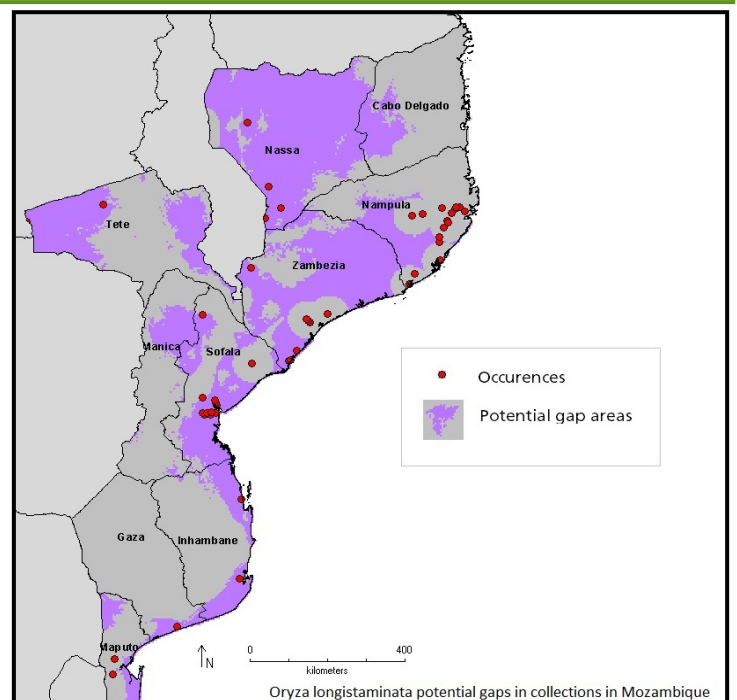 Cabo Delgado
Nassa
Nampula
Tete
Zambezia
Manica
Sofala
Occurences
Potential gap areas
Gaza
Inhambane
Maputo
N
0 400
kilometers
Oryza longistaminata potential gaps in collections in Mozambique